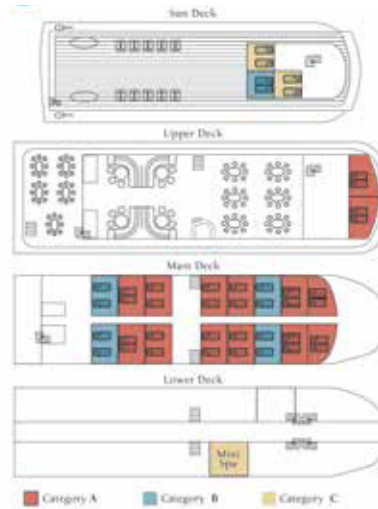 Sun Deck
Upper Deck
Main Deck
Lower Deck
Mini
Spa
Category A
Category B
Category C